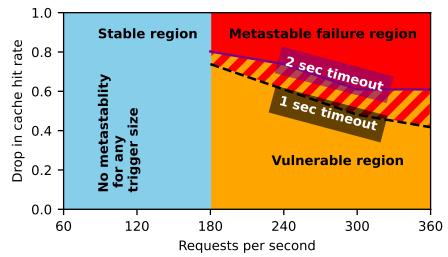 Drop in cache hit rate
1.0
0.8
0.6
0.4
0.2
0.0
Stable region
Metastable failure region
2 sec timeout
1 sec timeout
No metastability
for any
trigger size
Vulnerable region
60
120
180
240
300
360
Requests per second